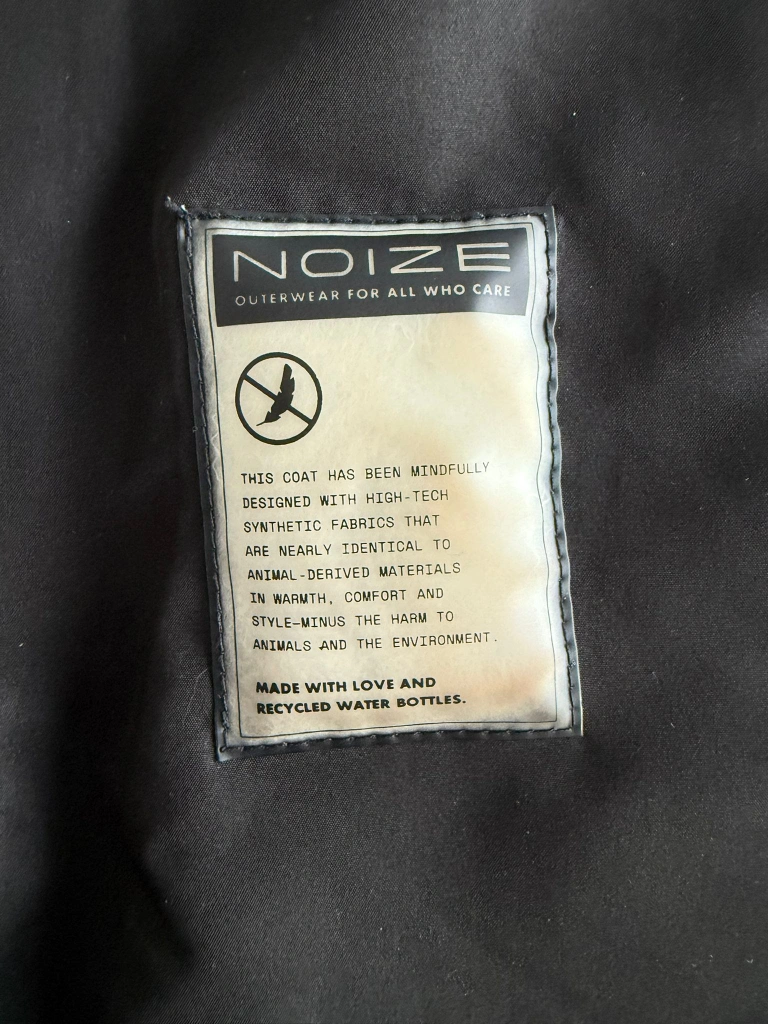 NOIZE
OUTERWEAR FOR ALL WHO CARE
THIS COAT HAS BEEN MINDFULLY
DESIGNED WITH HIGH-TECH
SYNTHETIC FABRICS THAT
ARE NEARLY IDENTICAL TO
ANIMAL-DERIVED MATERIALS
IN WARMTH, COMFORT AND
STYLE—MINUS THE HARM TO
ANIMALS AND THE ENVIRONMENT.
MADE WITH LOVE AND
RECYCLED WATER BOTTLES.